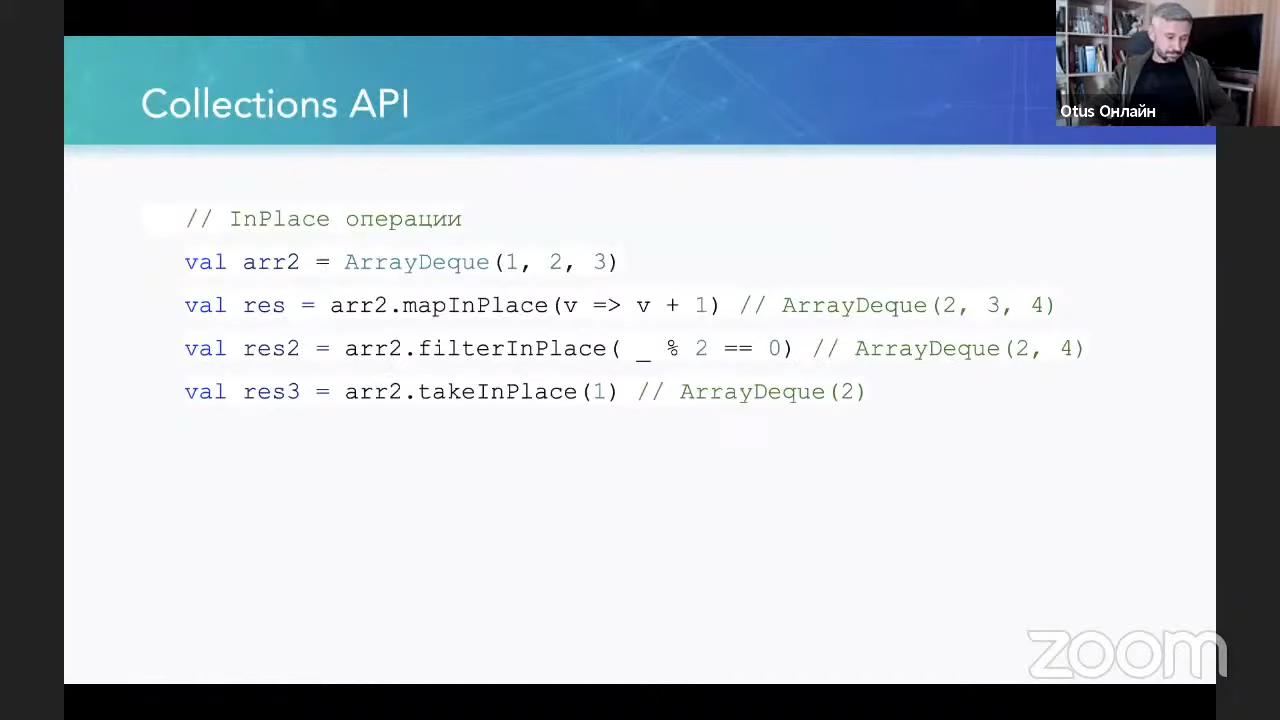 Collections API
Otus Онлайн
// InPlace операции
val arr2 = ArrayDeque(1, 2, 3)
val res = arr2.mapInPlace(v => v + 1) // ArrayDeque(2, 3, 4)
val res2 = arr2.filterInPlace( _ % 2 == 0) // ArrayDeque(2, 4)
val res3 = arr2.takeInPlace(1) // ArrayDeque(2)
zoom